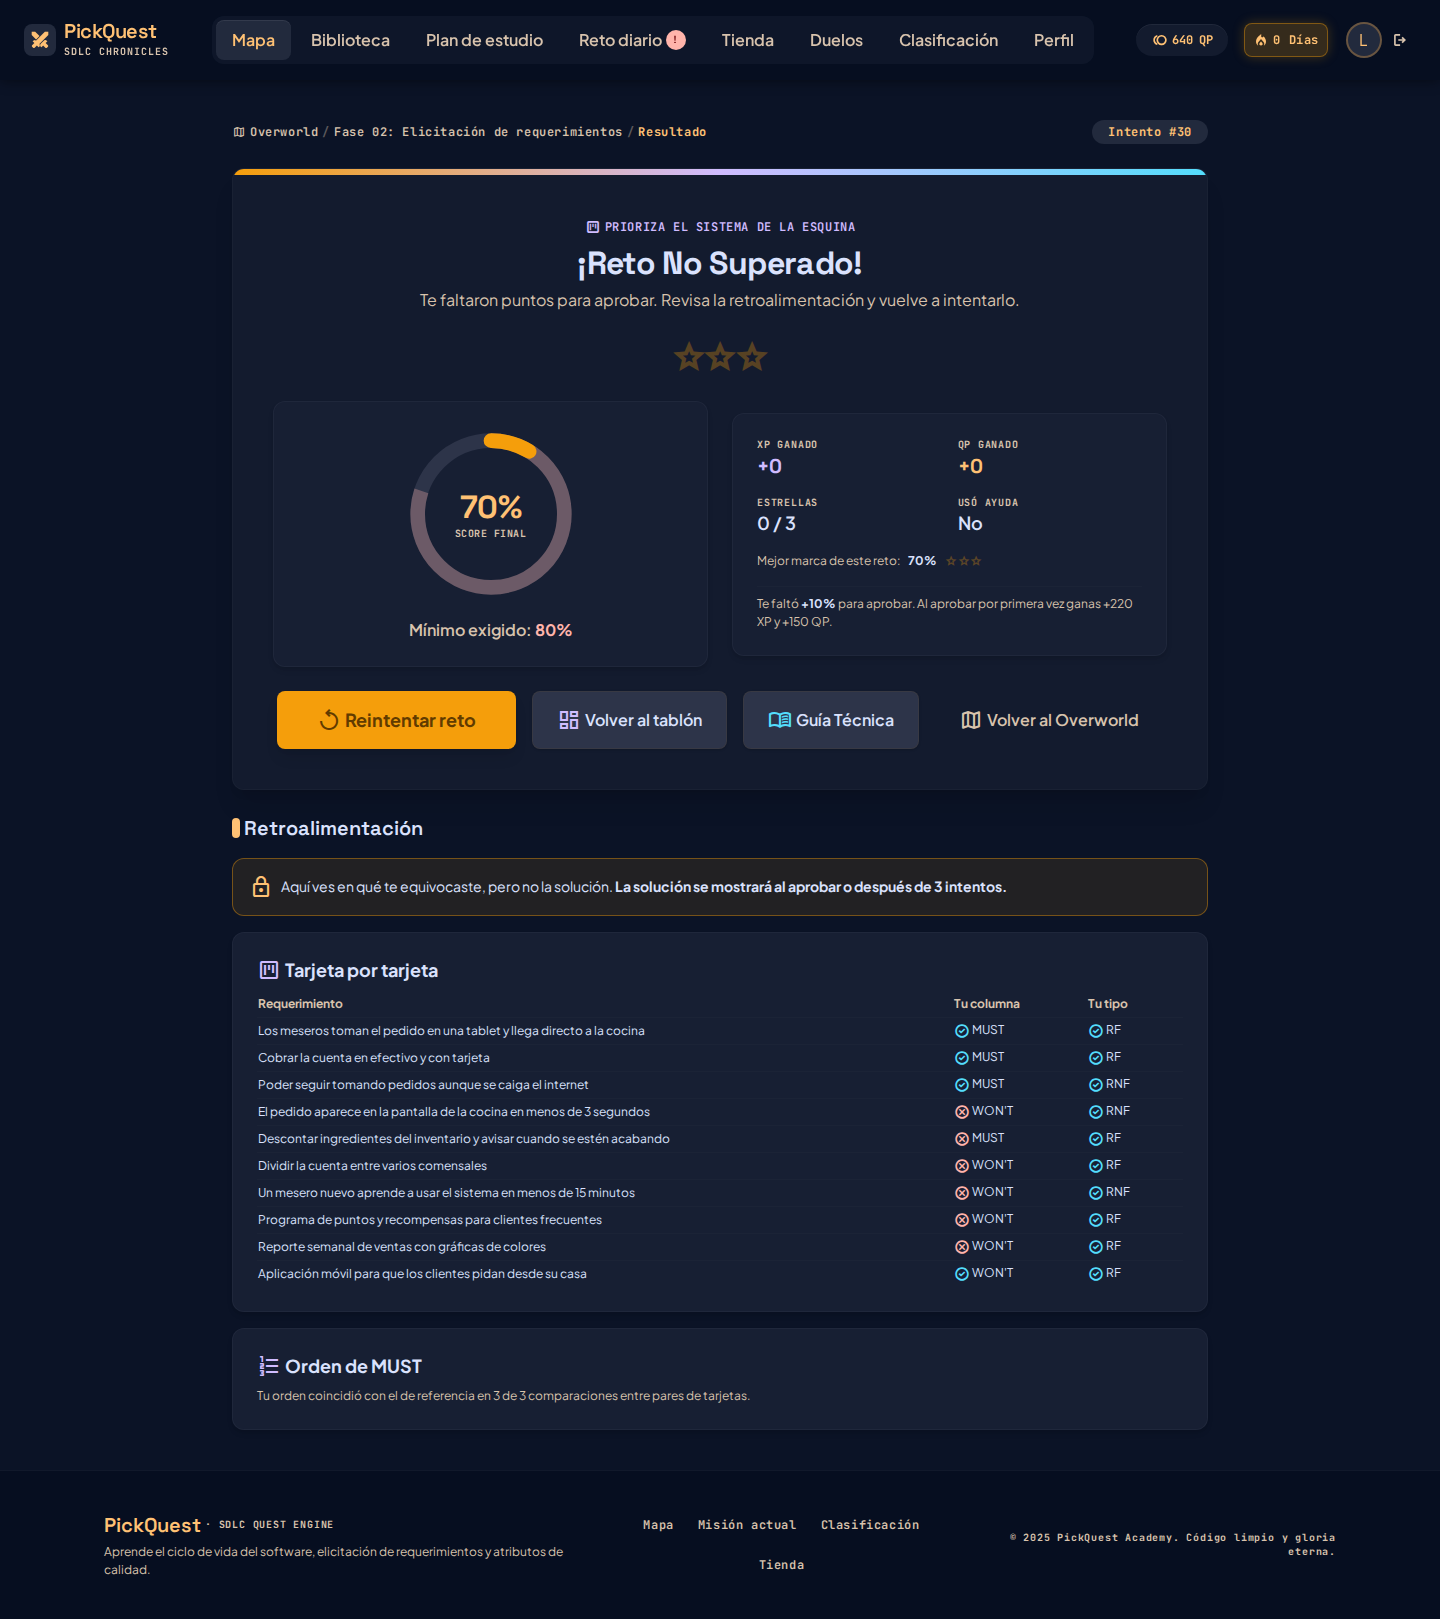 PickQuest
SDLC CHRONICLES
Mapa Biblioteca Plan de estudio Reto diario ! Tienda Duelos Clasificación Perfil
640 QP
0 Días
L
Overworld / Fase 02: Elicitación de requerimientos / Resultado
Intento #30
PRIORIZA EL SISTEMA DE LA ESQUINA
¡Reto No Superado!
Te faltaron puntos para aprobar. Revisa la retroalimentación y vuelve a intentarlo.
70%
SCORE FINAL
Mínimo exigido: 80%
XP GANADO QP GANADO
+0 +0
ESTRELLAS USÓ AYUDA
0 / 3 No
Mejor marca de este reto: 70%
Te faltó +10% para aprobar. Al aprobar por primera vez ganas +220
XP y +150 QP.
Reintentar reto
Volver al tablón
Guía Técnica
Volver al Overworld
Retroalimentación
Aquí ves en qué te equivocaste, pero no la solución. La solución se mostrará al aprobar o después de 3 intentos.
Tarjeta por tarjeta
Requerimiento Tu columna Tu tipo
Los meseros toman el pedido en una tablet y llega directo a la cocina MUST RF
Cobrar la cuenta en efectivo y con tarjeta MUST RF
Poder seguir tomando pedidos aunque se caiga el internet MUST RNF
El pedido aparece en la pantalla de la cocina en menos de 3 segundos WON'T RNF
Descontar ingredientes del inventario y avisar cuando se estén acabando MUST RF
Dividir la cuenta entre varios comensales WON'T RF
Un mesero nuevo aprende a usar el sistema en menos de 15 minutos WON'T RNF
Programa de puntos y recompensas para clientes frecuentes WON'T RF
Reporte semanal de ventas con gráficas de colores WON'T RF
Aplicación móvil para que los clientes pidan desde su casa WON'T RF
Orden de MUST
Tu orden coincidió con el de referencia en 3 de 3 comparaciones entre pares de tarjetas.
PickQuest · SDLC QUEST ENGINE
Aprende el ciclo de vida del software, elicitación de requerimientos y atributos de
calidad.
Mapa Misión actual Clasificación
Tienda
© 2025 PickQuest Academy. Código limpio y gloria
eterna.